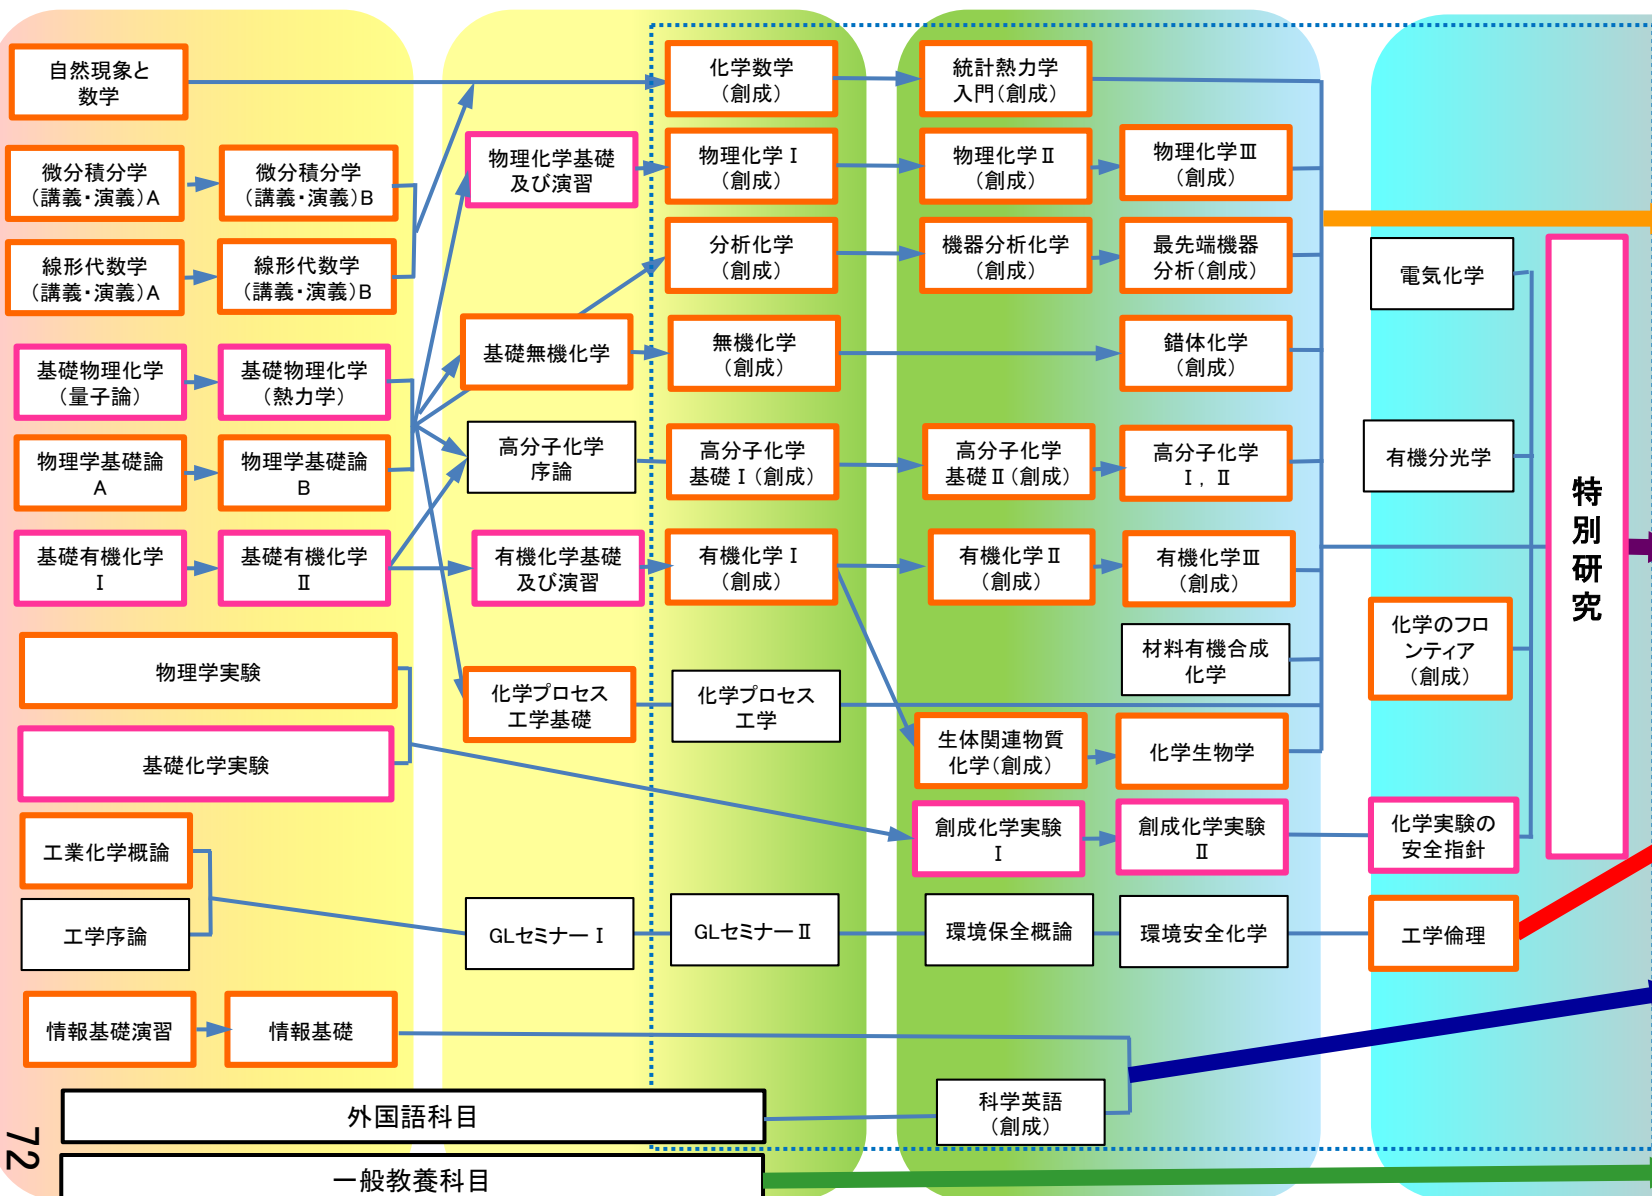 自然現象と
数学
化学数学
(創成)
統計熱力学
入門(創成)
微分積分学
(講義・演義)A
微分積分学
(講義・演義)B
物理化学基礎
及び演習
物理化学Ⅰ
(創成)
物理化学Ⅱ
(創成)
物理化学Ⅲ
(創成)
線形代数学
(講義・演義)A
線形代数学
(講義・演義)B
分析化学
(創成)
機器分析化学
(創成)
最先端機器
分析(創成)
電気化学
基礎物理化学
(量子論)
基礎物理化学
(熱力学)
基礎無機化学
無機化学
(創成)
錯体化学
(創成)
物理学基礎論
A
物理学基礎論
B
高分子化学
序論
高分子化学
基礎Ⅰ(創成)
高分子化学
基礎Ⅱ(創成)
高分子化学
Ⅰ,Ⅱ
有機分光学
特別研究
基礎有機化学
Ⅰ
基礎有機化学
Ⅱ
有機化学基礎
及び演習
有機化学Ⅰ
(創成)
有機化学Ⅱ
(創成)
有機化学Ⅲ
(創成)
物理学実験
化学プロセス
工学基礎
化学プロセス
工学
材料有機合成
化学
化学のフロ
ンティア
(創成)
基礎化学実験
生体関連物質
化学(創成)
化学生物学
工業化学概論
創成化学実験
Ⅰ
創成化学実験
Ⅱ
化学実験の
安全指針
工学序論
GLセミナーⅠ
GLセミナーⅡ
環境保全概論
環境安全化学
工学倫理
情報基礎演習
情報基礎
外国語科目
科学英語
(創成)
一般教養科目
72